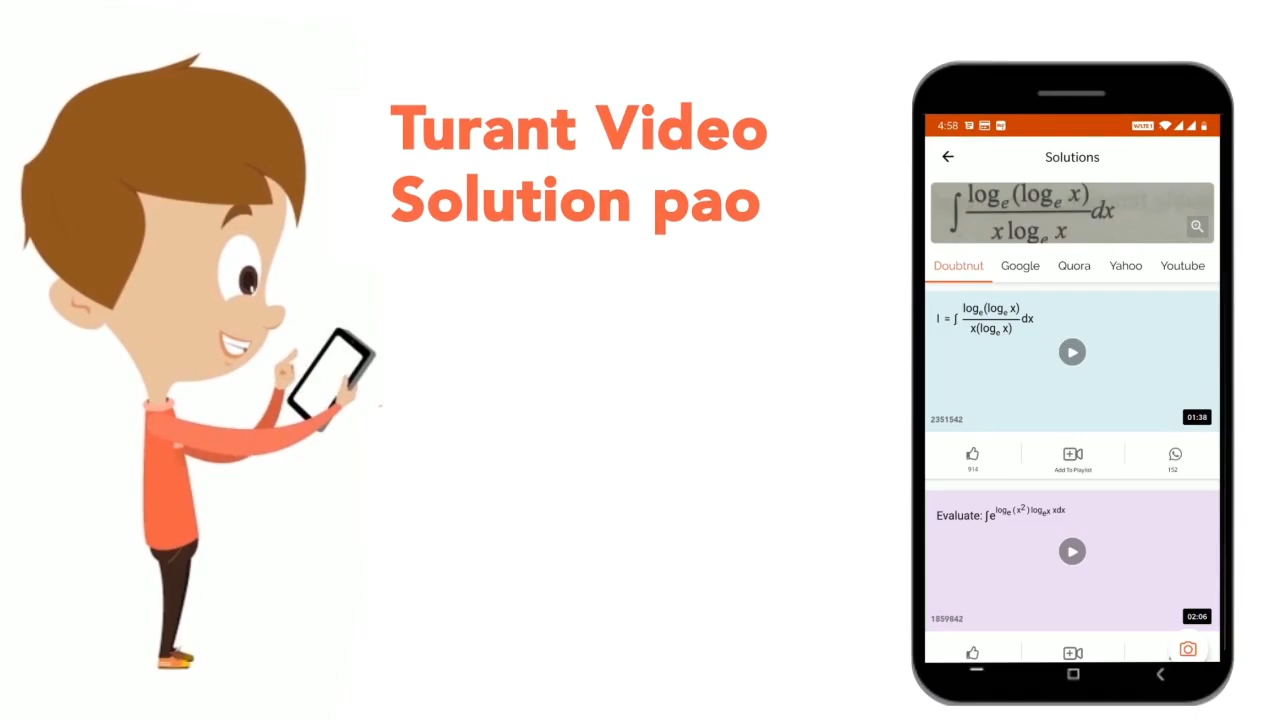 Turant Video
Solution pao
4:58
VoLTE
Solutions
∫ logₑ(logₑ x) dx
x logₑ x
Doubtnut Google Quora Yahoo Youtube
I = ∫ logₑ(logₑ x) dx
x(logₑ x)
2351542 01:38
914 Add To Playlist 152
Evaluate: ∫e^logₑ(x²)logₑx xdx
1859842 02:06